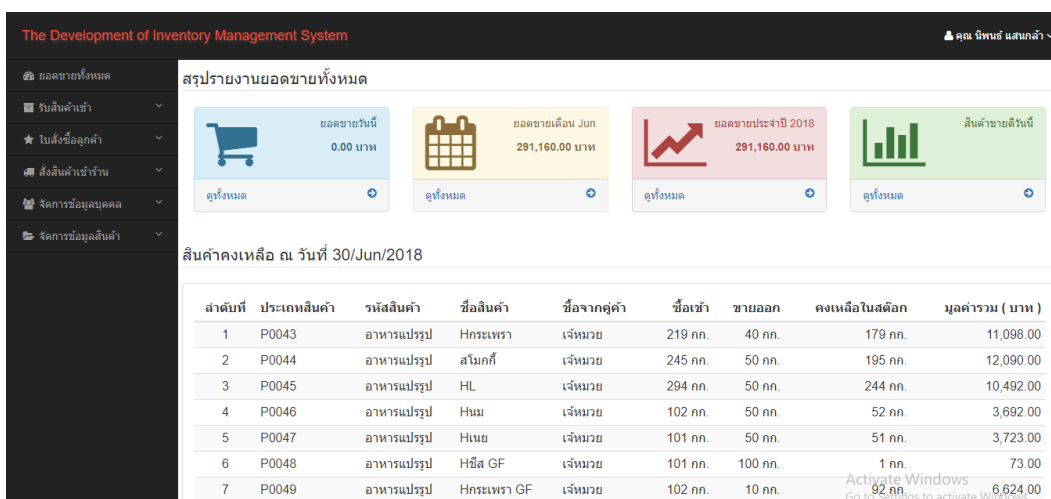 The Development of Inventory Management System
คุณ นิพนธ์ แสนกล้า
ยอดขายทั้งหมด
รับสินค้าเข้า
ใบสั่งซื้อลูกค้า
สั่งสินค้าเข้าร้าน
จัดการข้อมูลบุคคล
จัดการข้อมูลสินค้า
สรุปรายงานยอดขายทั้งหมด
ยอดขายวันนี้
0.00 บาท
ดูทั้งหมด
ยอดขายเดือน Jun
291,160.00 บาท
ดูทั้งหมด
ยอดขายประจำปี 2018
291,160.00 บาท
ดูทั้งหมด
สินค้าขายดีวันนี้
ดูทั้งหมด
สินค้าคงเหลือ ณ วันที่ 30/Jun/2018
ลำดับที่ ประเภทสินค้า รหัสสินค้า ชื่อสินค้า ซื้อจากคู่ค้า ซื้อเข้า ขายออก คงเหลือในสต๊อก มูลค่ารวม ( บาท )
1 P0043 อาหารแปรรูป Hกระเพรา เจ้หมวย 219 กก. 40 กก. 179 กก. 11,098.00
2 P0044 อาหารแปรรูป สโมกกี้ เจ้หมวย 245 กก. 50 กก. 195 กก. 12,090.00
3 P0045 อาหารแปรรูป HL เจ้หมวย 294 กก. 50 กก. 244 กก. 10,492.00
4 P0046 อาหารแปรรูป Hนม เจ้หมวย 102 กก. 50 กก. 52 กก. 3,692.00
5 P0047 อาหารแปรรูป Hเนย เจ้หมวย 101 กก. 50 กก. 51 กก. 3,723.00
6 P0048 อาหารแปรรูป Hชีส GF เจ้หมวย 101 กก. 100 กก. 1 กก. 73.00
7 P0049 อาหารแปรรูป Hกระเพรา GF เจ้หมวย 102 กก. 10 กก. 92 กก. 6,624.00
Activate Windows
Go to Settings to activate Windows.